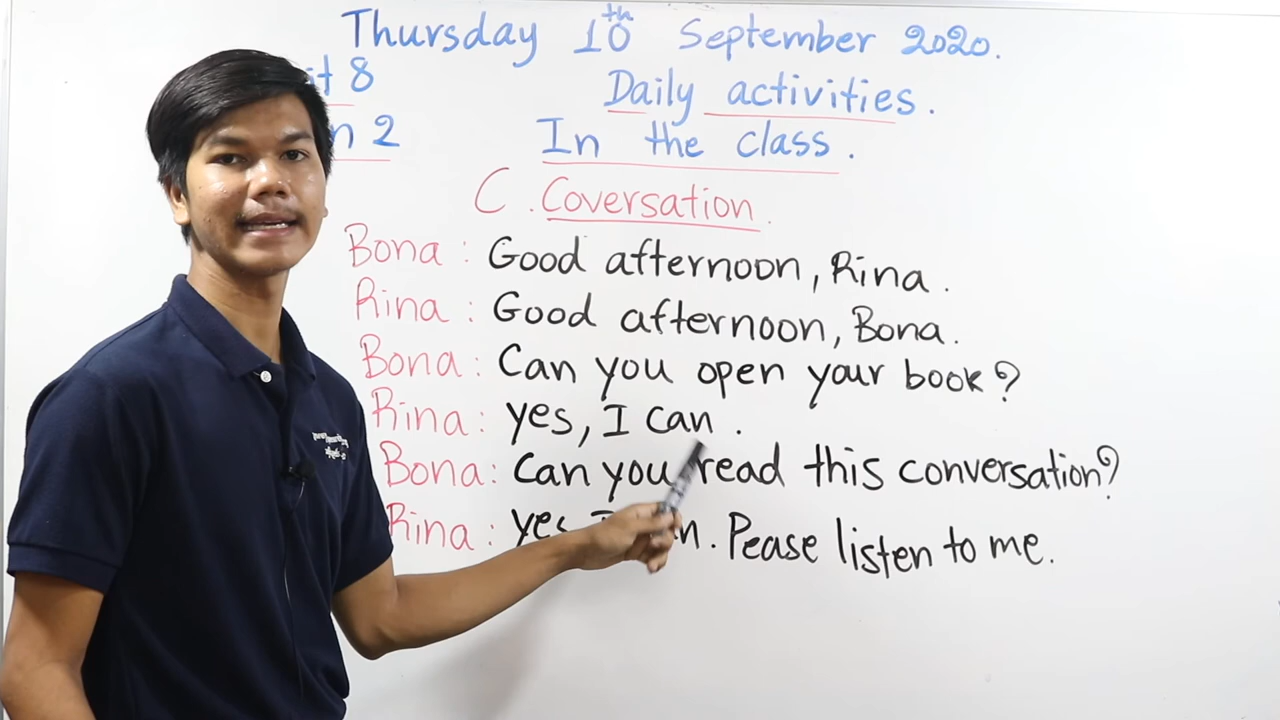 Thursday 10th September 2020.
8
Daily activities.
2
In the class.
C. Coversation.
Bona: Good afternoon, Rina.
Rina: Good afternoon, Bona.
Bona: Can you open your book?
Rina: yes, I can.
Bona: Can you read this conversation?
Rina: yes . Pease listen to me.